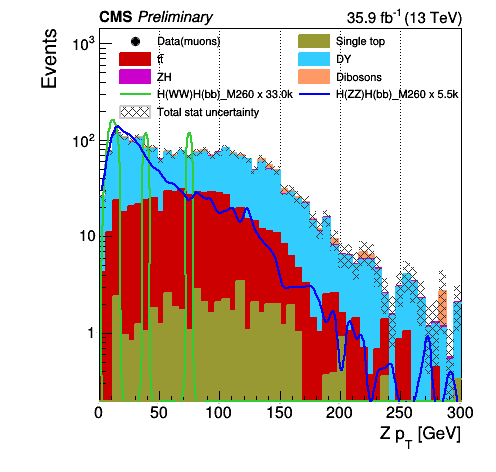 CMS Preliminary 35.9 fb⁻¹ (13 TeV)
Events
Data(muons) Single top
tt̄ DY
ZH Dibosons
H(WW)H(bb)_M260 x 33.0k H(ZZ)H(bb)_M260 x 5.5k
Total stat uncertainty
10³
10²
10
1
0 50 100 150 200 250 300
Z p_T [GeV]